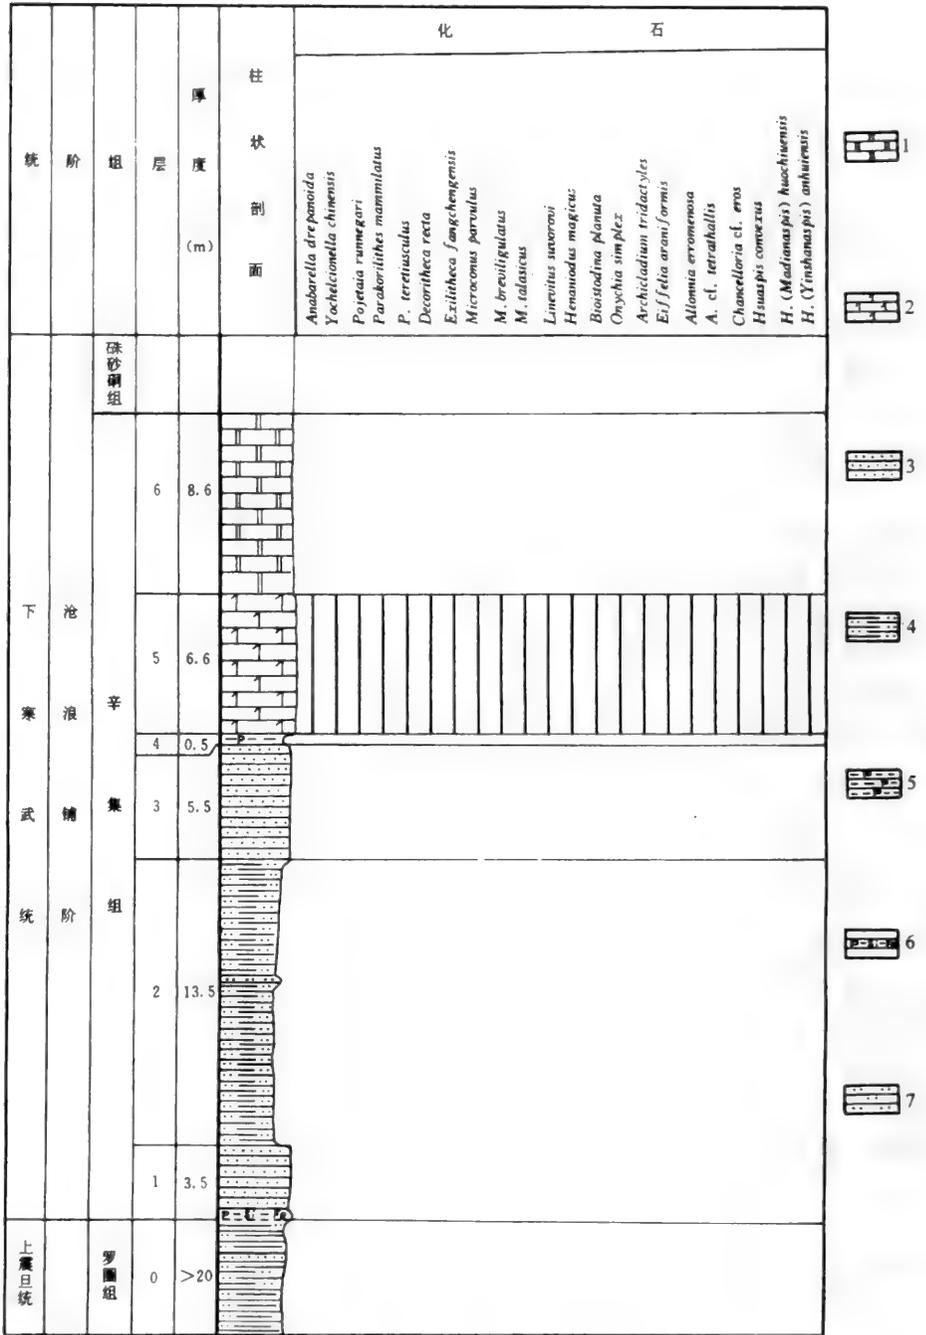 化 石
统
阶
组
层
厚度(m)
柱状剖面
Anabarella drepanoida
Yochelcionella chinensis
Pojetaia runnegari
Parakorilithes mammilatus
P. teretiusculus
Decoritheca recta
Exilitheca fangchengensis
Microconus parvulus
M. breviligulatus
M. talasicus
Linevitus suvorovi
Henanodus magicus
Bioistodina planuta
Onychia simplex
Archicladium tridactyles
Eiffelia araniformis
Allonnia erromenosa
A. cf. tetrathallis
Chancelloria cf. eros
Hsuaspis convexus
H. (Madianaspis) huochiuensis
H. (Yinshanaspis) anhuiensis
下寒武统
沧浪铺阶
朱砂硐组
辛集组
6 8.6
5 6.6
4 0.5
P
3 5.5
2 13.5
1 3.5
P
上震旦统
罗圈组
0 >20
1
2
3
4
5
6
7